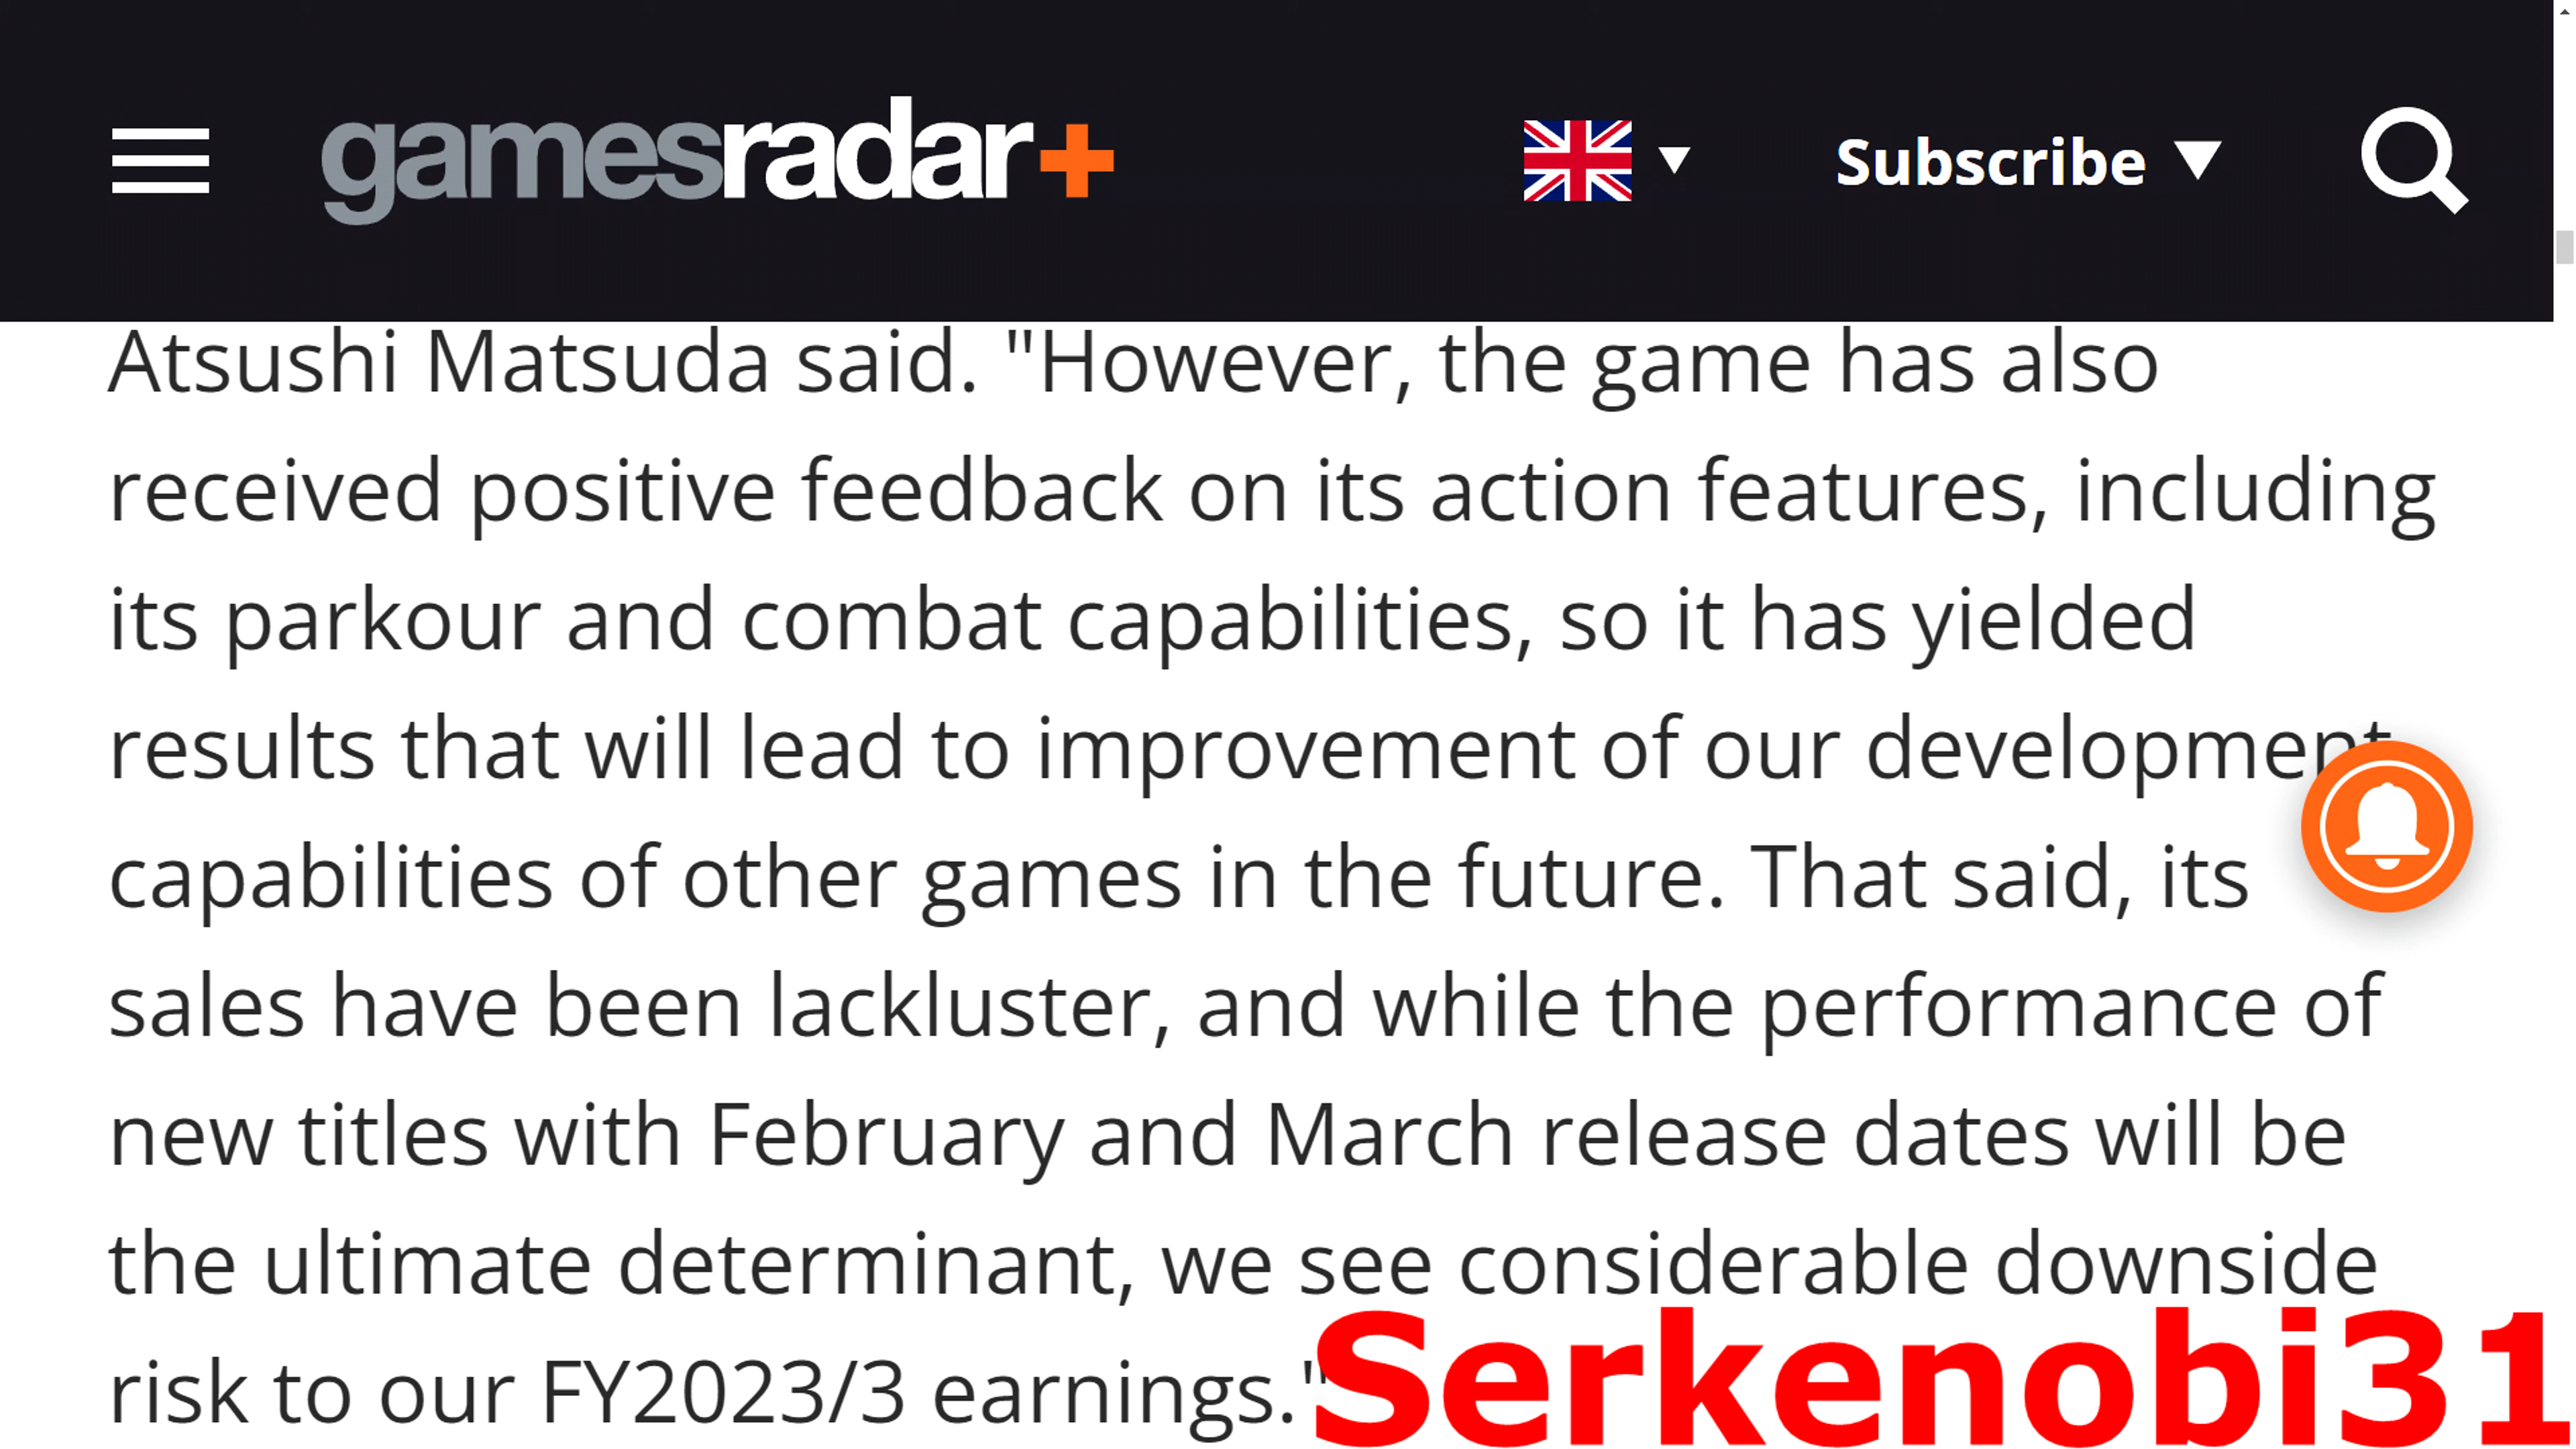 gamesradar+
Subscribe
Atsushi Matsuda said. "However, the game has also
received positive feedback on its action features, including
its parkour and combat capabilities, so it has yielded
results that will lead to improvement of our development
capabilities of other games in the future. That said, its
sales have been lackluster, and while the performance of
new titles with February and March release dates will be
the ultimate determinant, we see considerable downside
risk to our FY2023/3 earnings."
Serkenobi31